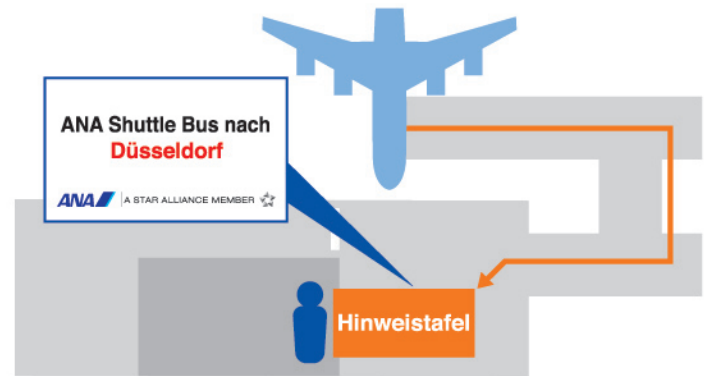 ANA Shuttle Bus nach
Düsseldorf
ANA A STAR ALLIANCE MEMBER
Hinweistafel